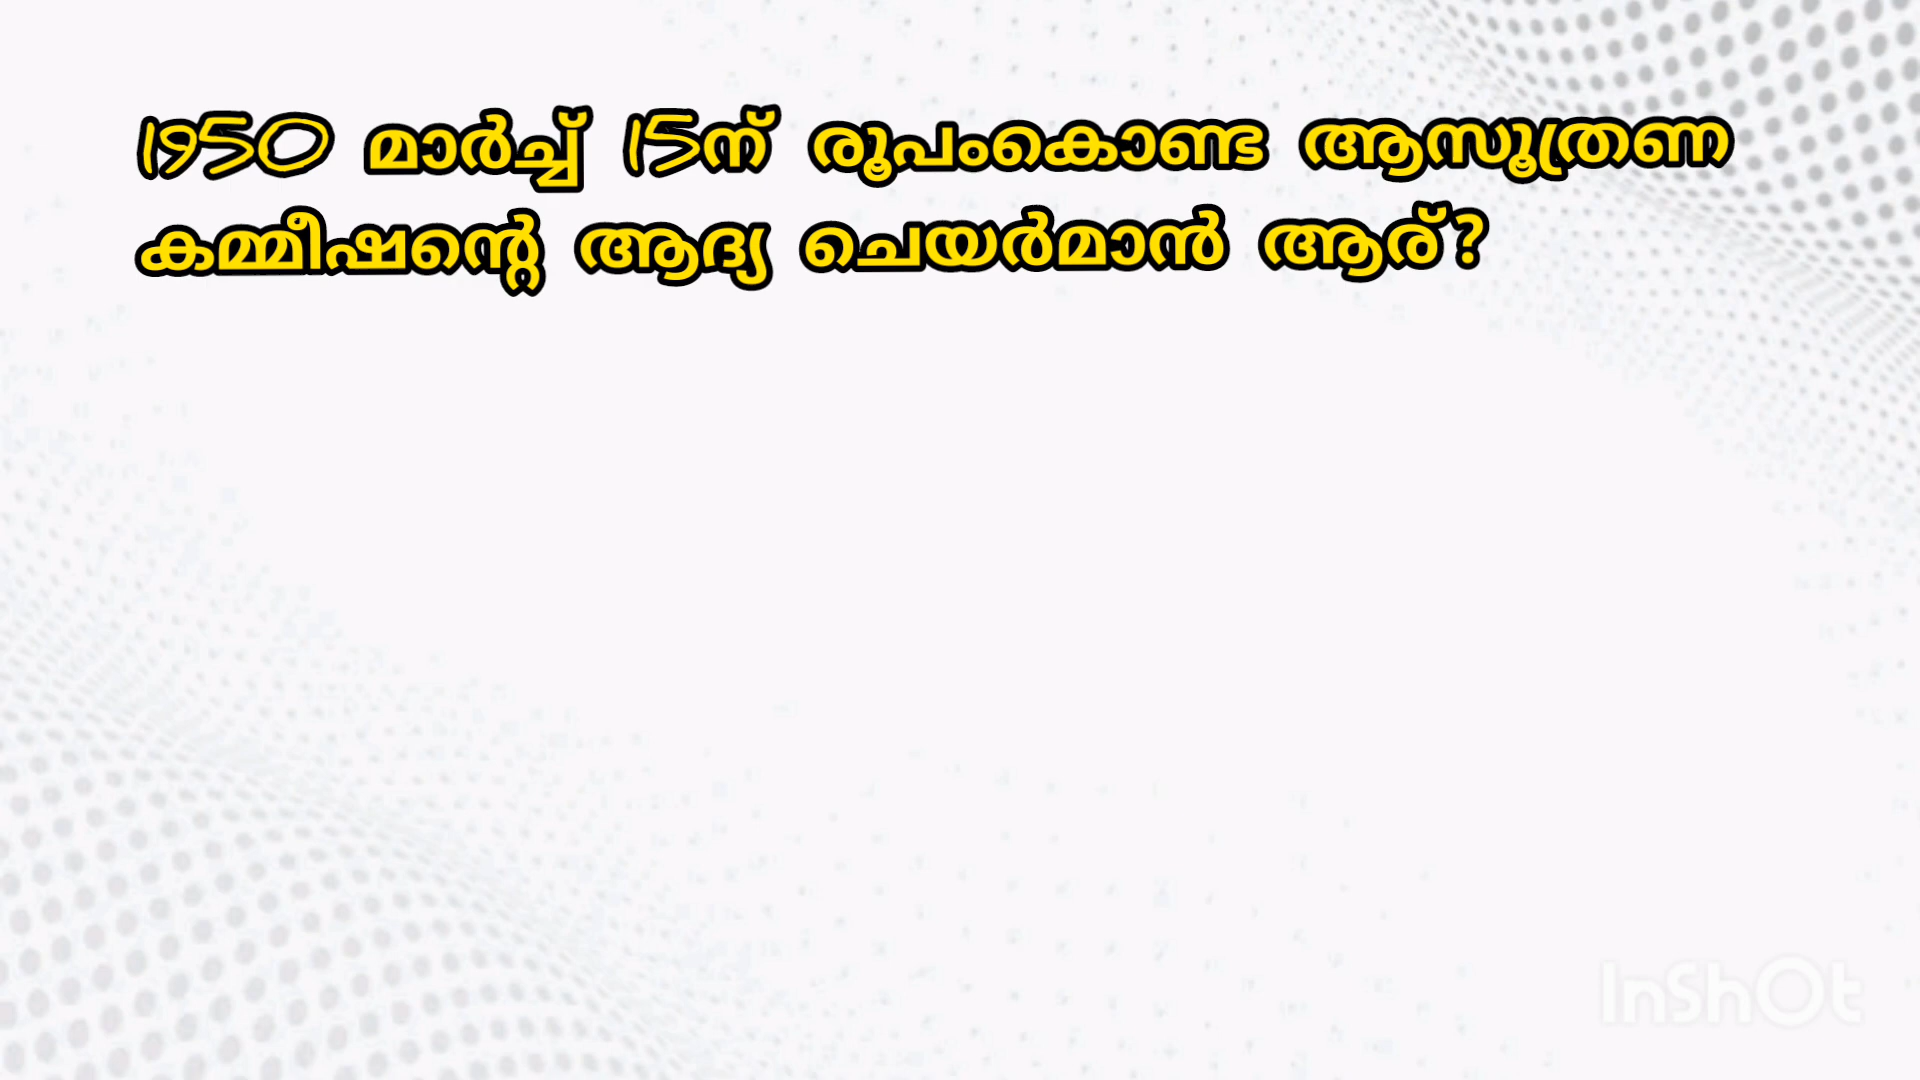 1950 മാർച്ച് 15ന് രൂപംകൊണ്ട ആസൂത്രണ
കമ്മീഷന്റെ ആദ്യ ചെയർമാൻ ആര്?
InShOt